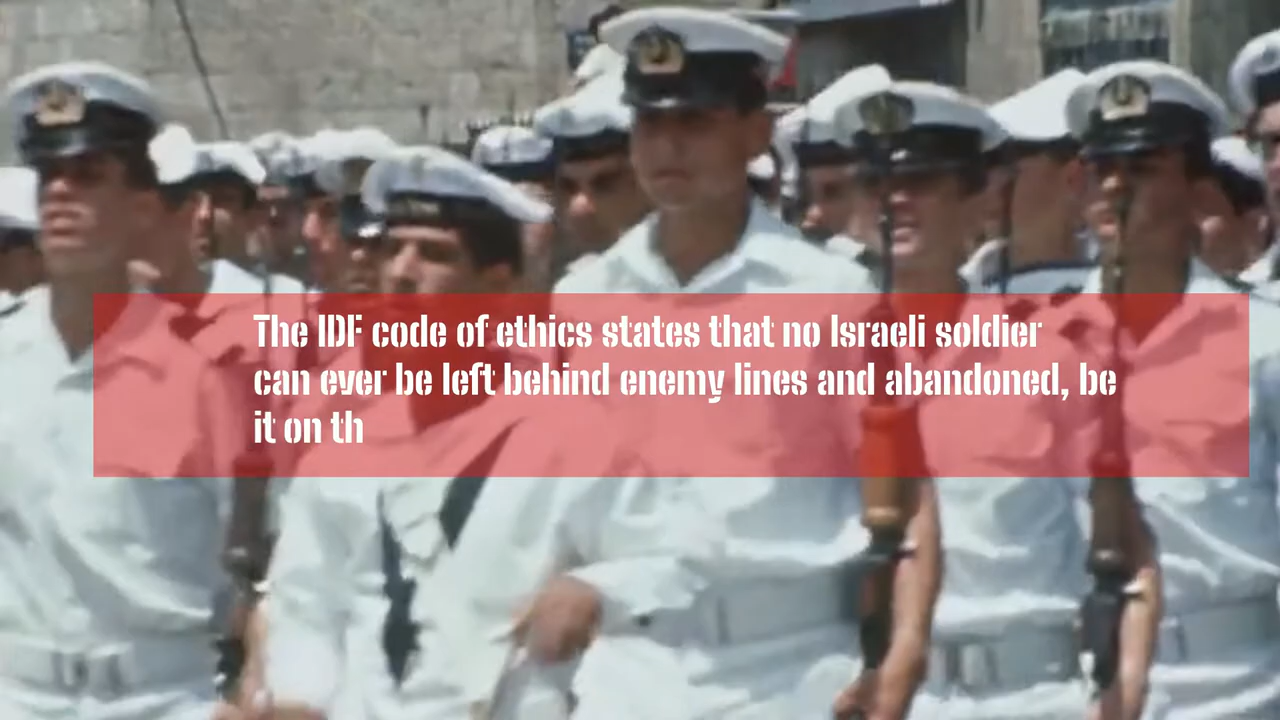 The IDF code of ethics states that no Israeli soldier
can ever be left behind enemy lines and abandoned, be
it on th